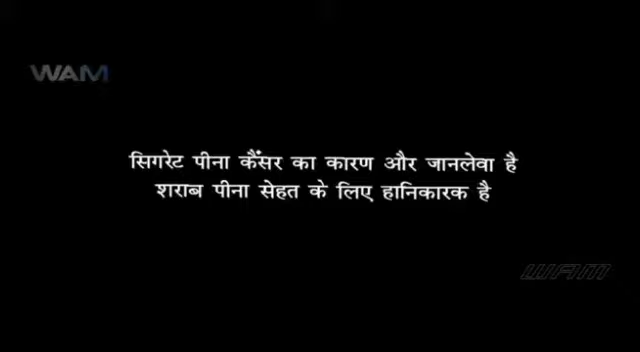 WAM
सिगरेट पीना कैंसर का कारण और जानलेवा है
शराब पीना सेहत के लिए हानिकारक है
WAM